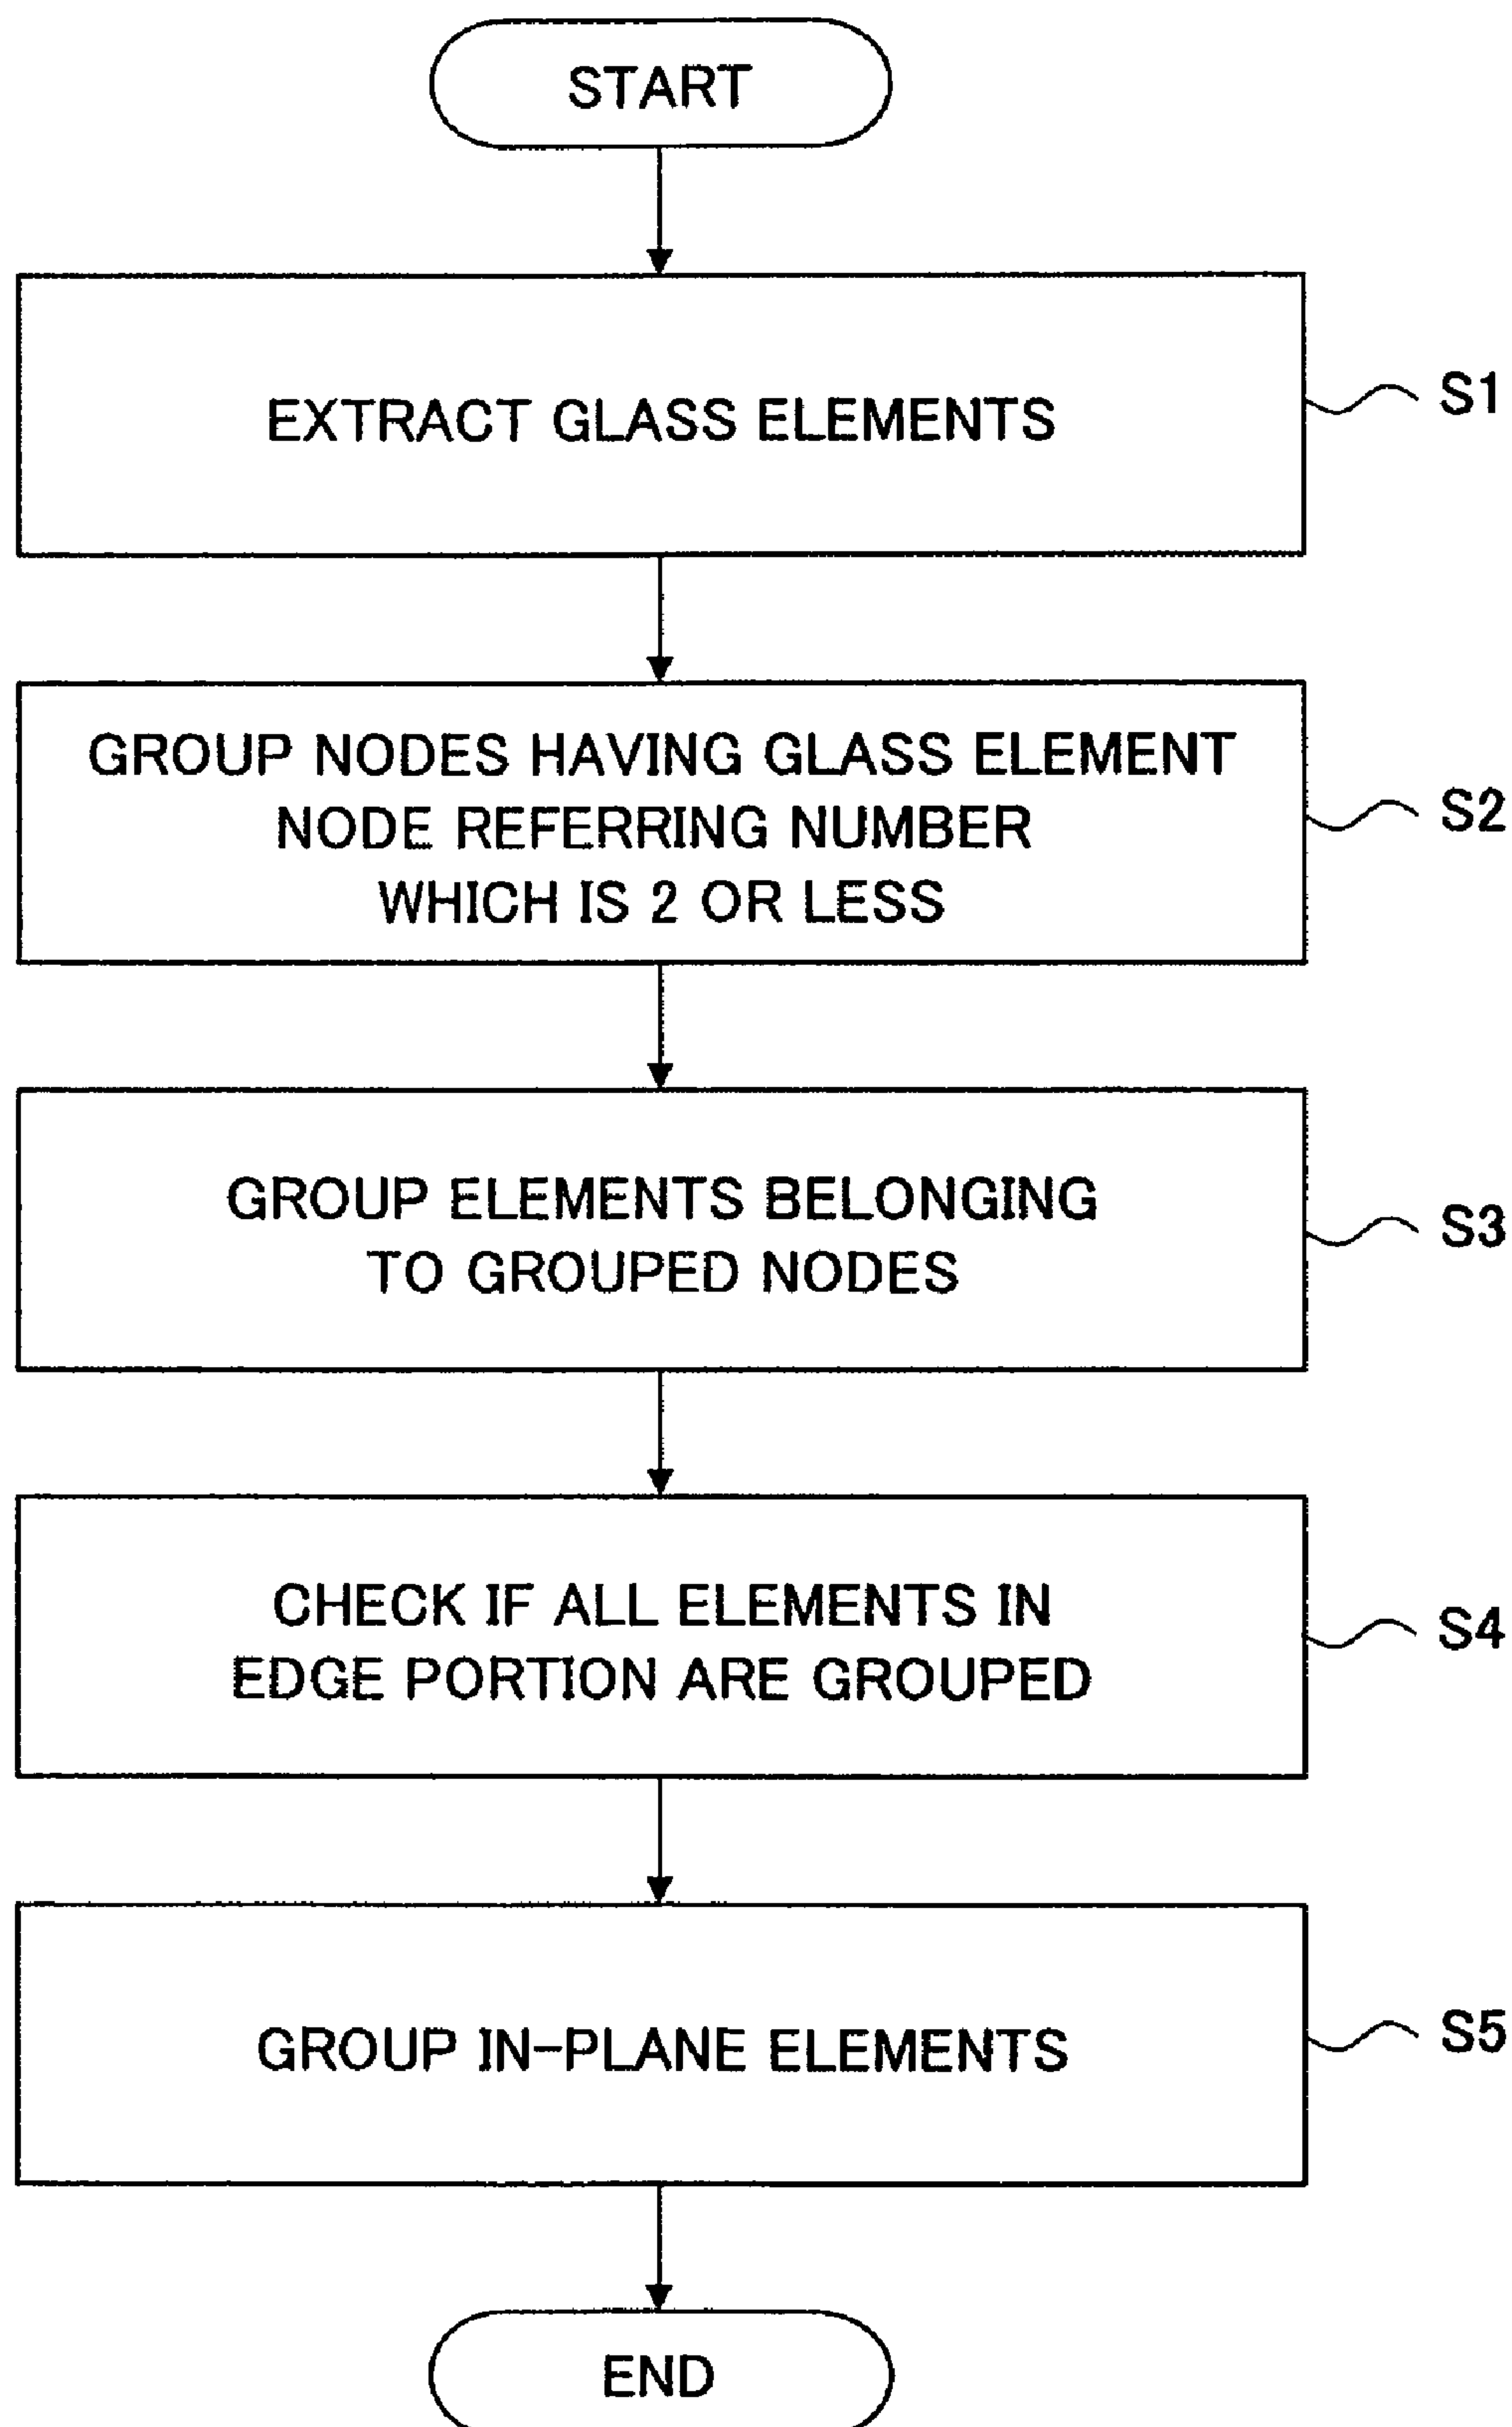 START
EXTRACT GLASS ELEMENTS
S1
GROUP NODES HAVING GLASS ELEMENT
NODE REFERRING NUMBER
WHICH IS 2 OR LESS
S2
GROUP ELEMENTS BELONGING
TO GROUPED NODES
S3
CHECK IF ALL ELEMENTS IN
EDGE PORTION ARE GROUPED
S4
GROUP IN-PLANE ELEMENTS
S5
END